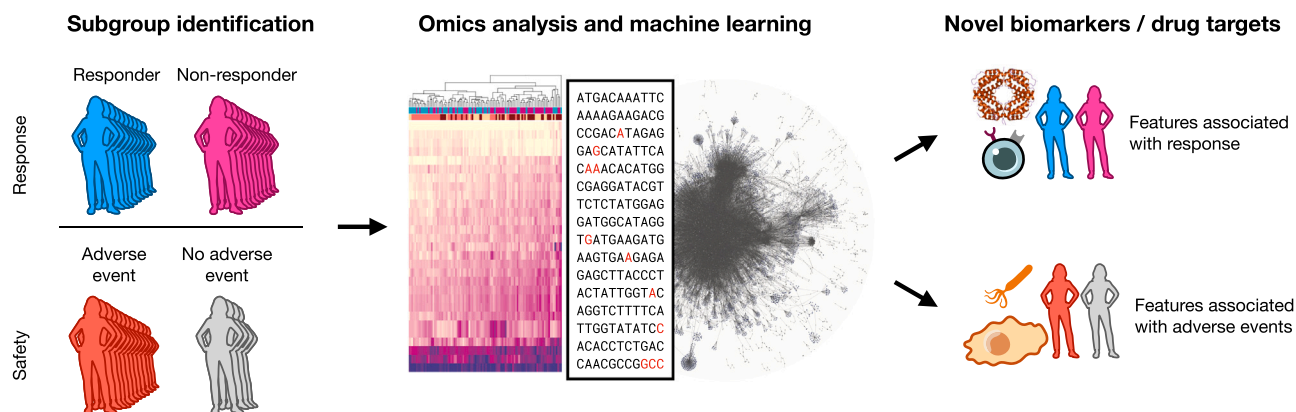 Subgroup identification
Omics analysis and machine learning
Novel biomarkers / drug targets
Responder
Non-responder
Response
Adverse
event
No adverse
event
Safety
ATGACAAATTC
AAAAGAAGACG
CCGACATAGAG
GAGCATATTCA
CAAACACATGG
CGAGGATACGT
TCTCTATGGAG
GATGGCATAGG
TGATGAAGATG
AAGTGAAGAGA
GAGCTTACCCT
ACTATTGGTAC
AGGTCTTTTCA
TTGGTATATCC
ACACCTCTGAC
CAACGCCGGCC
Features associated
with response
Features associated
with adverse events